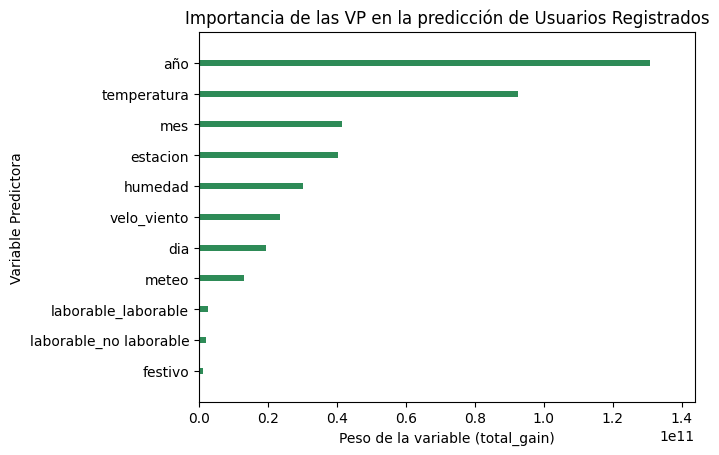 Importancia de las VP en la predicción de Usuarios Registrados
Variable Predictora
año
temperatura
mes
estacion
humedad
velo_viento
dia
meteo
laborable_laborable
laborable_no laborable
festivo
0.0 0.2 0.4 0.6 0.8 1.0 1.2 1.4
1e11
Peso de la variable (total_gain)